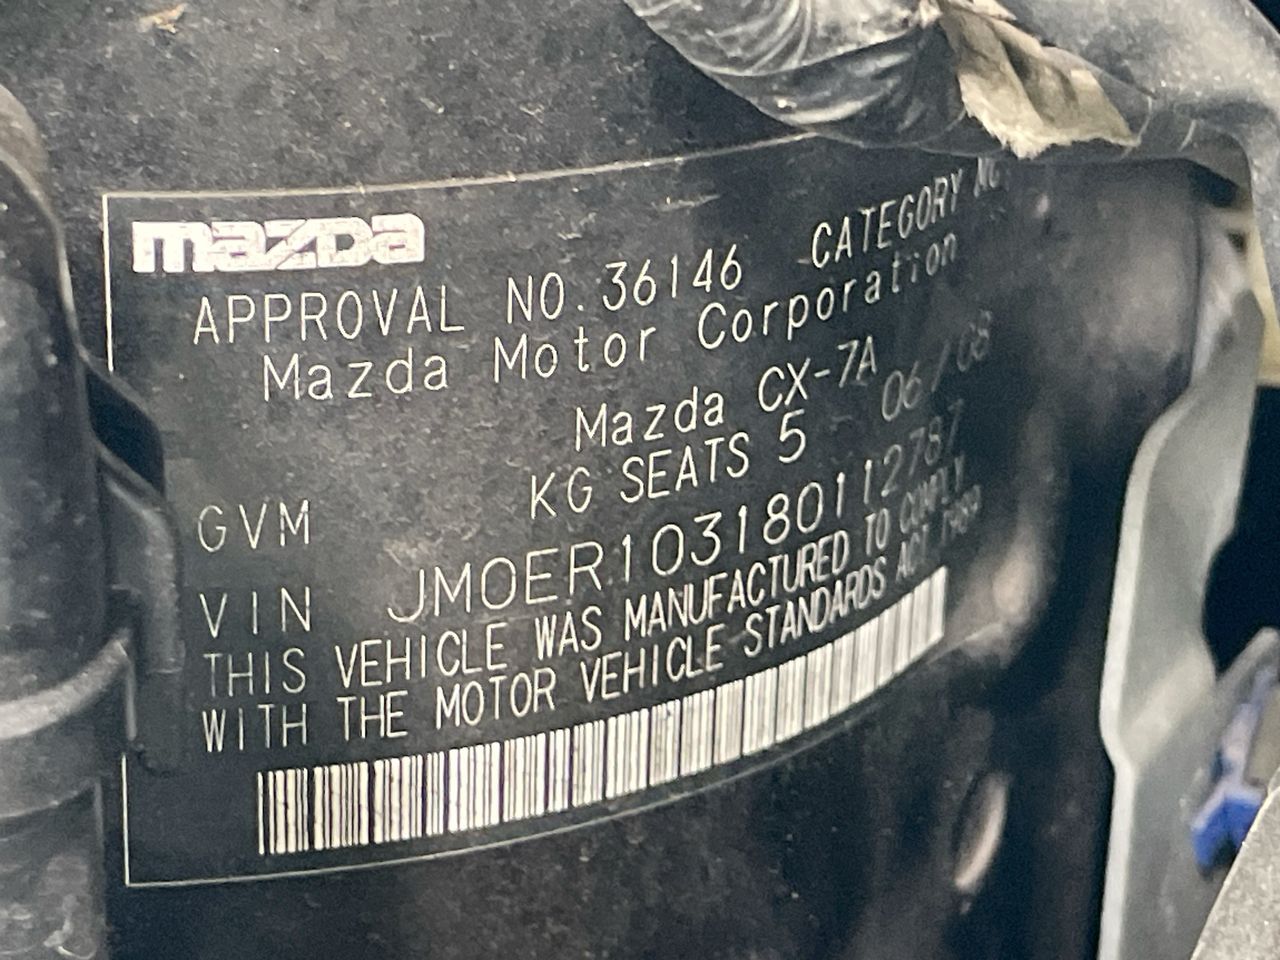 mazda
APPROVAL NO. 36146 CATEGORY MC
Mazda Motor Corporation
Mazda CX-7A
GVM KG SEATS 5 06/08
VIN JM0ER103180112787
THIS VEHICLE WAS MANUFACTURED TO COMPLY
WITH THE MOTOR VEHICLE STANDARDS ACT 1989